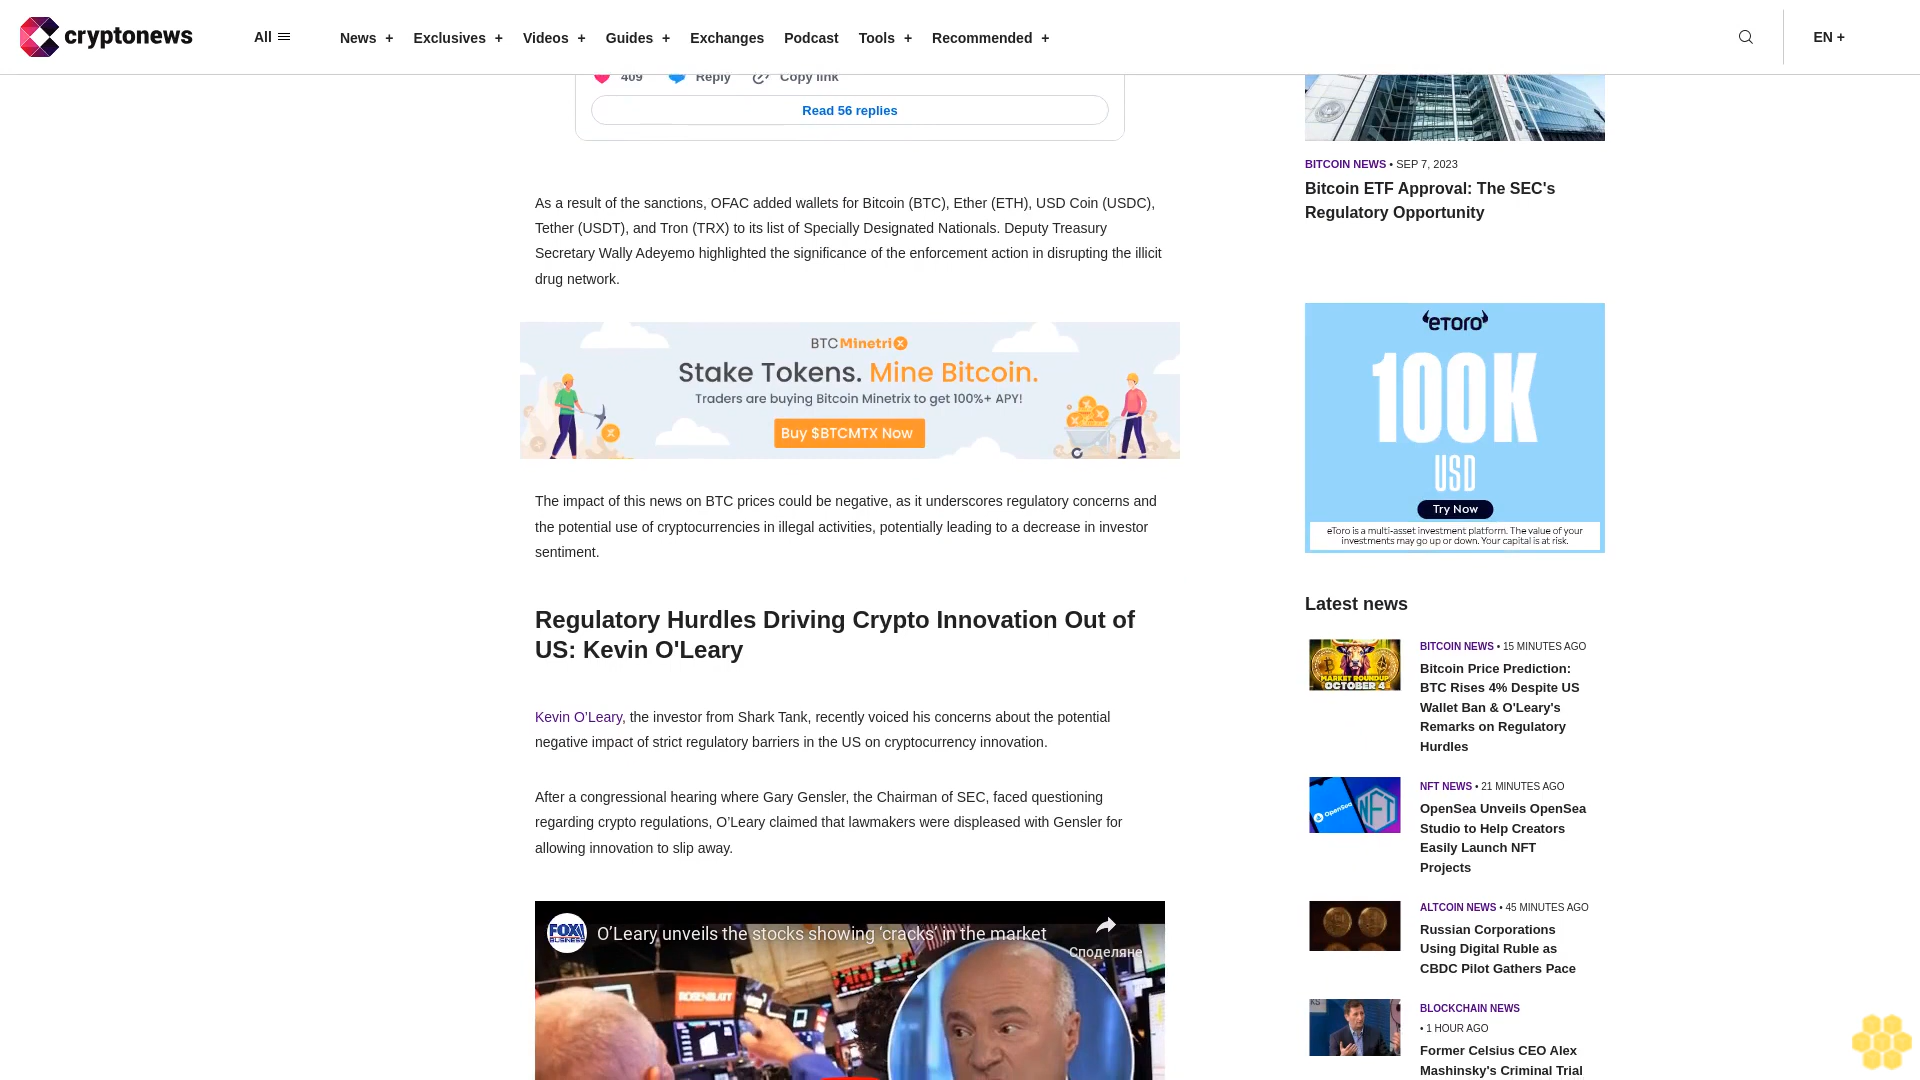 cryptonews
All
News +
Exclusives +
Videos +
Guides +
Exchanges
Podcast
Tools +
Recommended +
EN +
409
Reply
Copy link
Read 56 replies
As a result of the sanctions, OFAC added wallets for Bitcoin (BTC), Ether (ETH), USD Coin (USDC),
Tether (USDT), and Tron (TRX) to its list of Specially Designated Nationals. Deputy Treasury
Secretary Wally Adeyemo highlighted the significance of the enforcement action in disrupting the illicit
drug network.
BTC Minetrix
Stake Tokens. Mine Bitcoin.
Traders are buying Bitcoin Minetrix to get 100%+ APY!
Buy $BTCMTX Now
The impact of this news on BTC prices could be negative, as it underscores regulatory concerns and
the potential use of cryptocurrencies in illegal activities, potentially leading to a decrease in investor
sentiment.
Regulatory Hurdles Driving Crypto Innovation Out of
US: Kevin O'Leary
Kevin O’Leary, the investor from Shark Tank, recently voiced his concerns about the potential
negative impact of strict regulatory barriers in the US on cryptocurrency innovation.
After a congressional hearing where Gary Gensler, the Chairman of SEC, faced questioning
regarding crypto regulations, O’Leary claimed that lawmakers were displeased with Gensler for
allowing innovation to slip away.
FOX
BUSINESS
O’Leary unveils the stocks showing ‘cracks’ in the market
Споделяне
ROSENBLATT
BITCOIN NEWS • SEP 7, 2023
Bitcoin ETF Approval: The SEC's
Regulatory Opportunity
eToro
100K
USD
Try Now
eToro is a multi-asset investment platform. The value of your
investments may go up or down. Your capital is at risk.
Latest news
MARKET ROUNDUP
OCTOBER 4
BITCOIN NEWS • 15 MINUTES AGO
Bitcoin Price Prediction:
BTC Rises 4% Despite US
Wallet Ban & O'Leary's
Remarks on Regulatory
Hurdles
OpenSea
NFT
NFT NEWS • 21 MINUTES AGO
OpenSea Unveils OpenSea
Studio to Help Creators
Easily Launch NFT
Projects
ALTCOIN NEWS • 45 MINUTES AGO
Russian Corporations
Using Digital Ruble as
CBDC Pilot Gathers Pace
BLOCKCHAIN NEWS
• 1 HOUR AGO
Former Celsius CEO Alex
Mashinsky's Criminal Trial